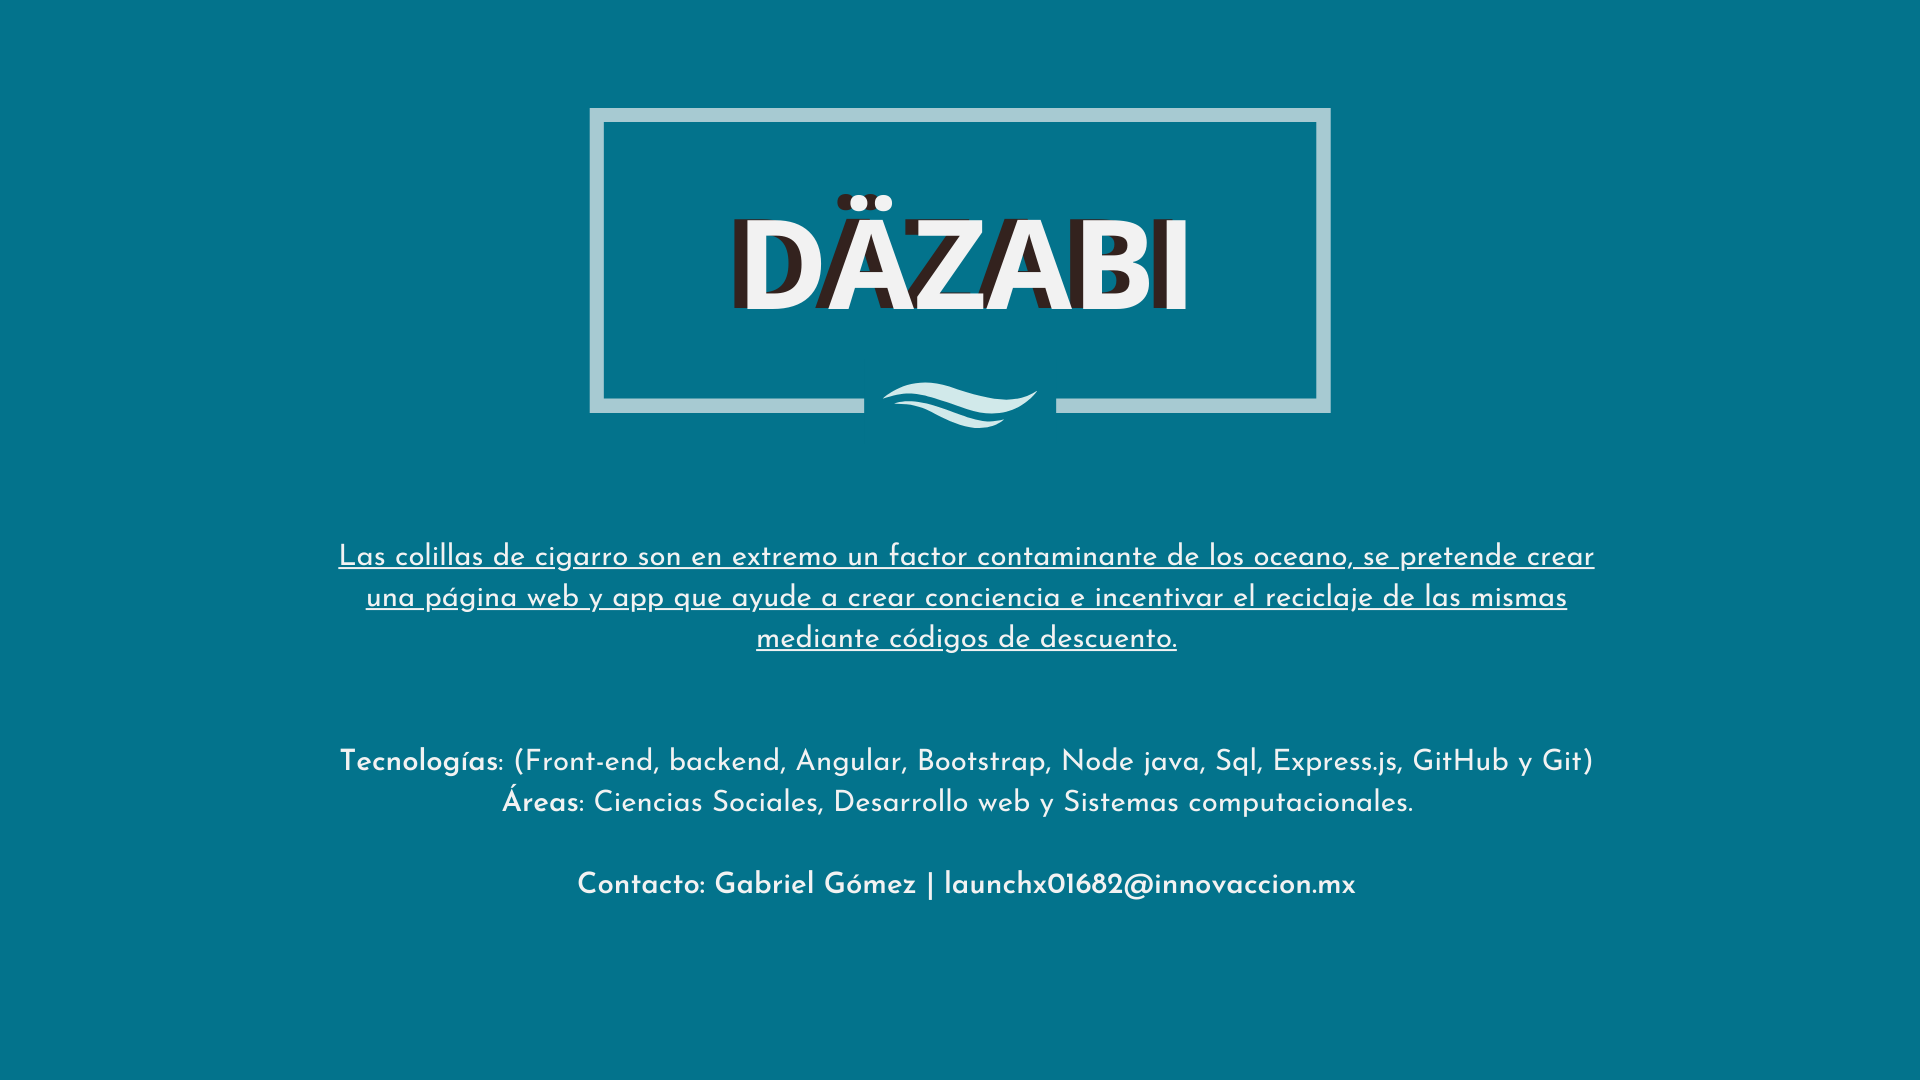 DÄZABI
Las colillas de cigarro son en extremo un factor contaminante de los oceano, se pretende crear
una página web y app que ayude a crear conciencia e incentivar el reciclaje de las mismas
mediante códigos de descuento.
Tecnologías: (Front-end, backend, Angular, Bootstrap, Node java, Sql, Express.js, GitHub y Git)
Áreas: Ciencias Sociales, Desarrollo web y Sistemas computacionales.
Contacto: Gabriel Gómez | launchx01682@innovaccion.mx